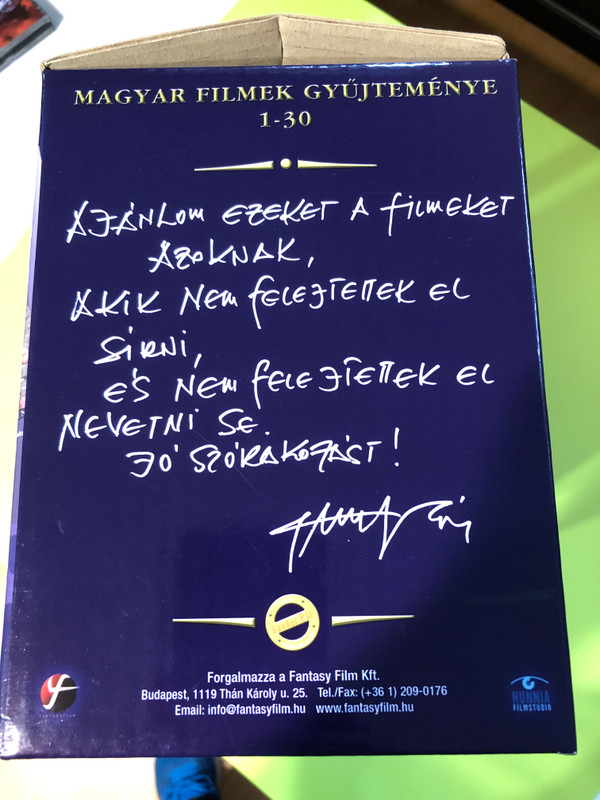 MAGYAR FILMEK GYŰJTEMÉNYE
1-30
AJÁNLOM EZEKET A FILMEKET
AZOKNAK,
AKIK NEM FELEJTETTEK EL
SÍRNI,
ÉS NEM FELEJTETTEK EL
NEVETNI SE.
JÓ SZÓRAKOZÁST!
Forgalmazza a Fantasy Film Kft.
Budapest, 1119 Thán Károly u. 25. Tel./Fax: (+36 1) 209-0176
Email: info@fantasyfilm.hu www.fantasyfilm.hu
FANTASYFILM
HUNNIA
FILMSTUDIO